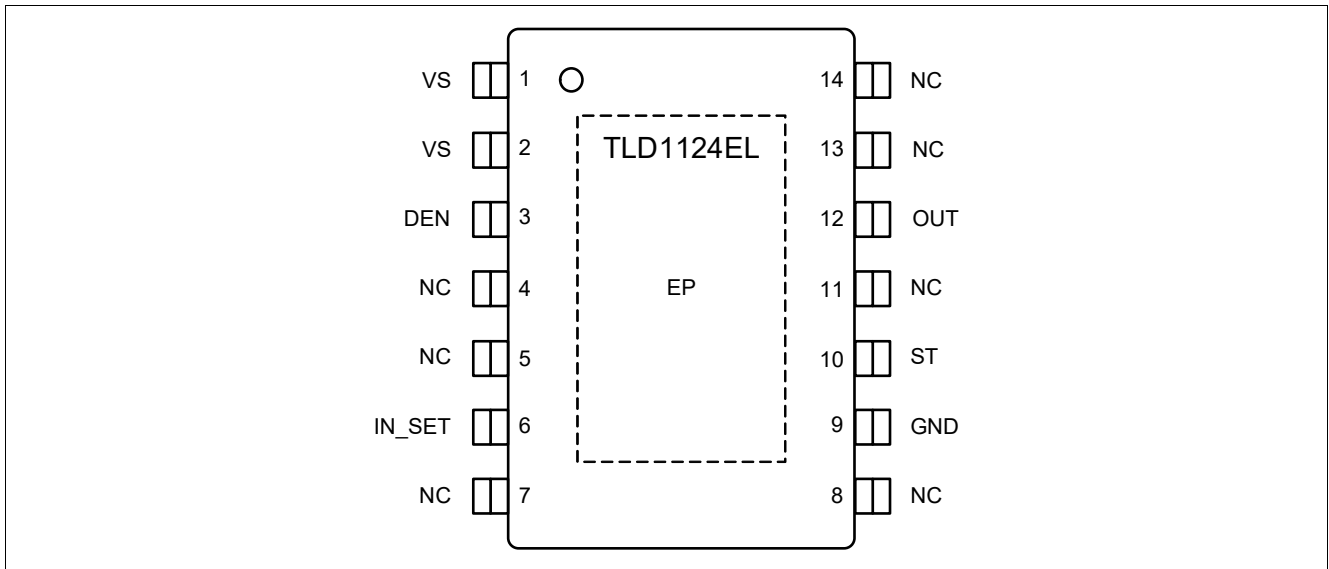 VS 1 14 NC
TLD1124EL
VS 2 13 NC
DEN 3 12 OUT
NC 4 EP 11 NC
NC 5 10 ST
IN_SET 6 9 GND
NC 7 8 NC